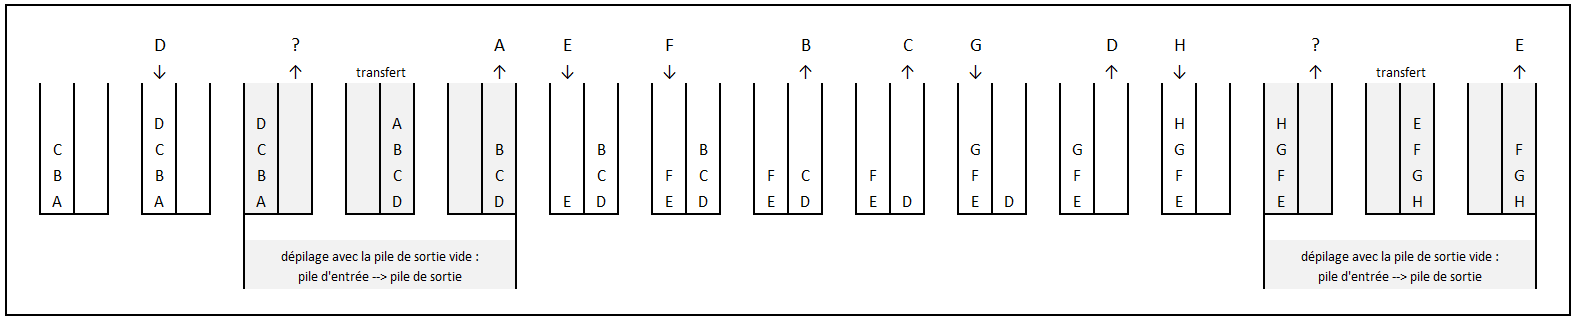 D ? A E F B C G D H ? E
↓ ↑ transfert ↑ ↓ ↓ ↑ ↑ ↓ ↑ ↓ ↑ transfert ↑
D D A H H E
C C C B B B B G G G F F
B B B C C C F F C F F G G F F G G
A A A D D E D E D E D E D E D E E E H H
dépilage avec la pile de sortie vide : dépilage avec la pile de sortie vide :
pile d'entrée --> pile de sortie pile d'entrée --> pile de sortie